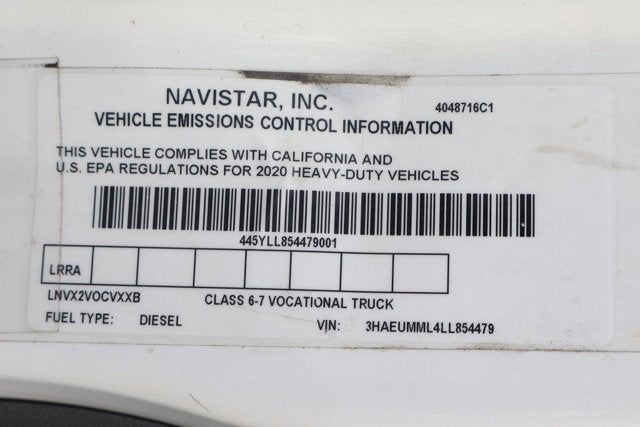 NAVISTAR, INC.
4048716C1
VEHICLE EMISSIONS CONTROL INFORMATION
THIS VEHICLE COMPLIES WITH CALIFORNIA AND
U.S. EPA REGULATIONS FOR 2020 HEAVY-DUTY VEHICLES
445YLL854479001
LRRA
LNVX2VOCVXXB CLASS 6-7 VOCATIONAL TRUCK
FUEL TYPE: DIESEL VIN: 3HAEUMML4LL854479